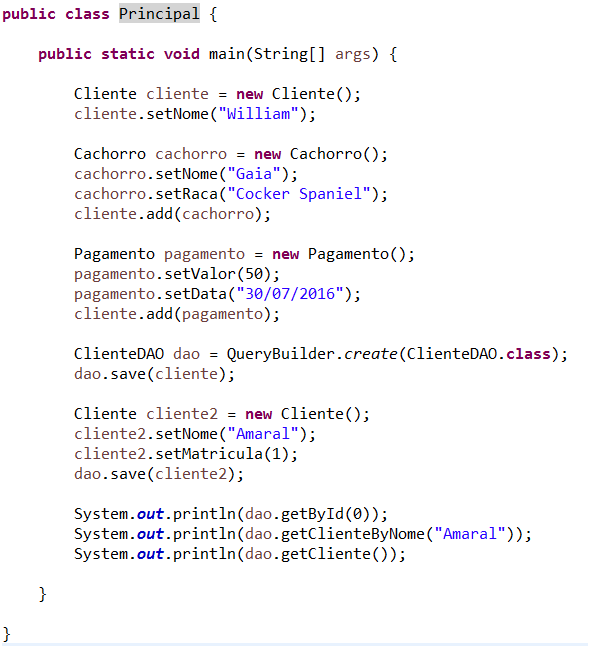 public class Principal {
public static void main(String[] args) {
Cliente cliente = new Cliente();
cliente.setNome("William");
Cachorro cachorro = new Cachorro();
cachorro.setNome("Gaia");
cachorro.setRaca("Cocker Spaniel");
cliente.add(cachorro);
Pagamento pagamento = new Pagamento();
pagamento.setValor(50);
pagamento.setData("30/07/2016");
cliente.add(pagamento);
ClienteDAO dao = QueryBuilder.create(ClienteDAO.class);
dao.save(cliente);
Cliente cliente2 = new Cliente();
cliente2.setNome("Amaral");
cliente2.setMatricula(1);
dao.save(cliente2);
System.out.println(dao.getById(0));
System.out.println(dao.getClienteByNome("Amaral"));
System.out.println(dao.getCliente());
}
}